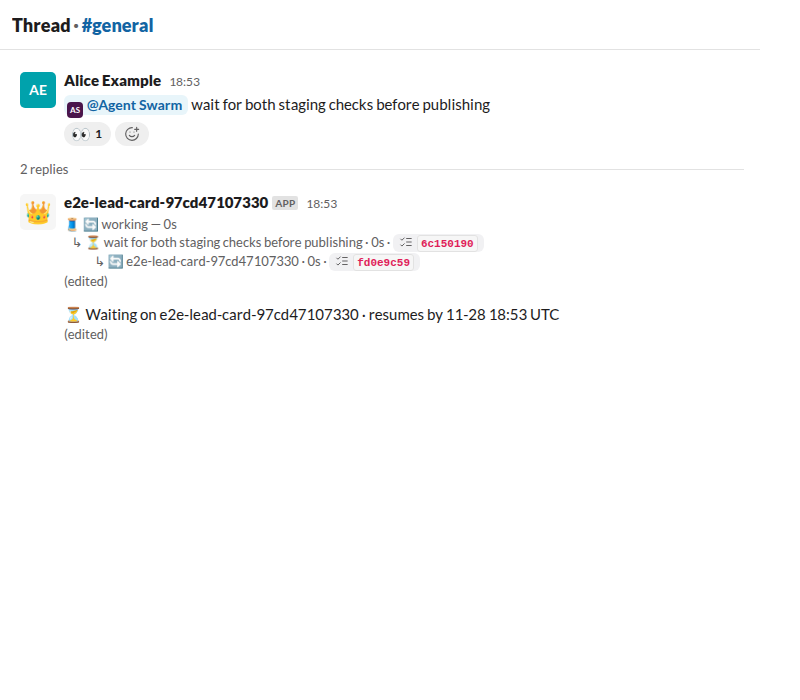 Thread • #general
AE
Alice Example 18:53
AS @Agent Swarm wait for both staging checks before publishing
1
2 replies
e2e-lead-card-97cd47107330 APP 18:53
working — 0s
↳ wait for both staging checks before publishing · 0s · 6c150190
↳ e2e-lead-card-97cd47107330 · 0s · fd0e9c59
(edited)
Waiting on e2e-lead-card-97cd47107330 · resumes by 11-28 18:53 UTC
(edited)